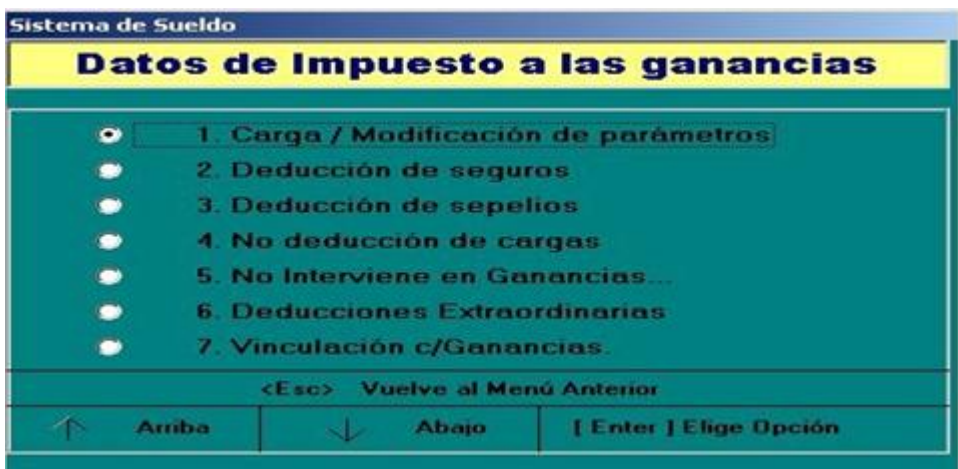 Sistema de Sueldo
Datos de Impuesto a las ganancias
1. Carga / Modificación de parámetros
2. Deducción de seguros
3. Deducción de sepelios
4. No deducción de cargas
5. No Interviene en Ganancias...
6. Deducciones Extraordinarias
7. Vinculación c/Ganancias.
<Esc> Vuelve al Menú Anterior
Arriba Abajo [ Enter ] Elige Opción